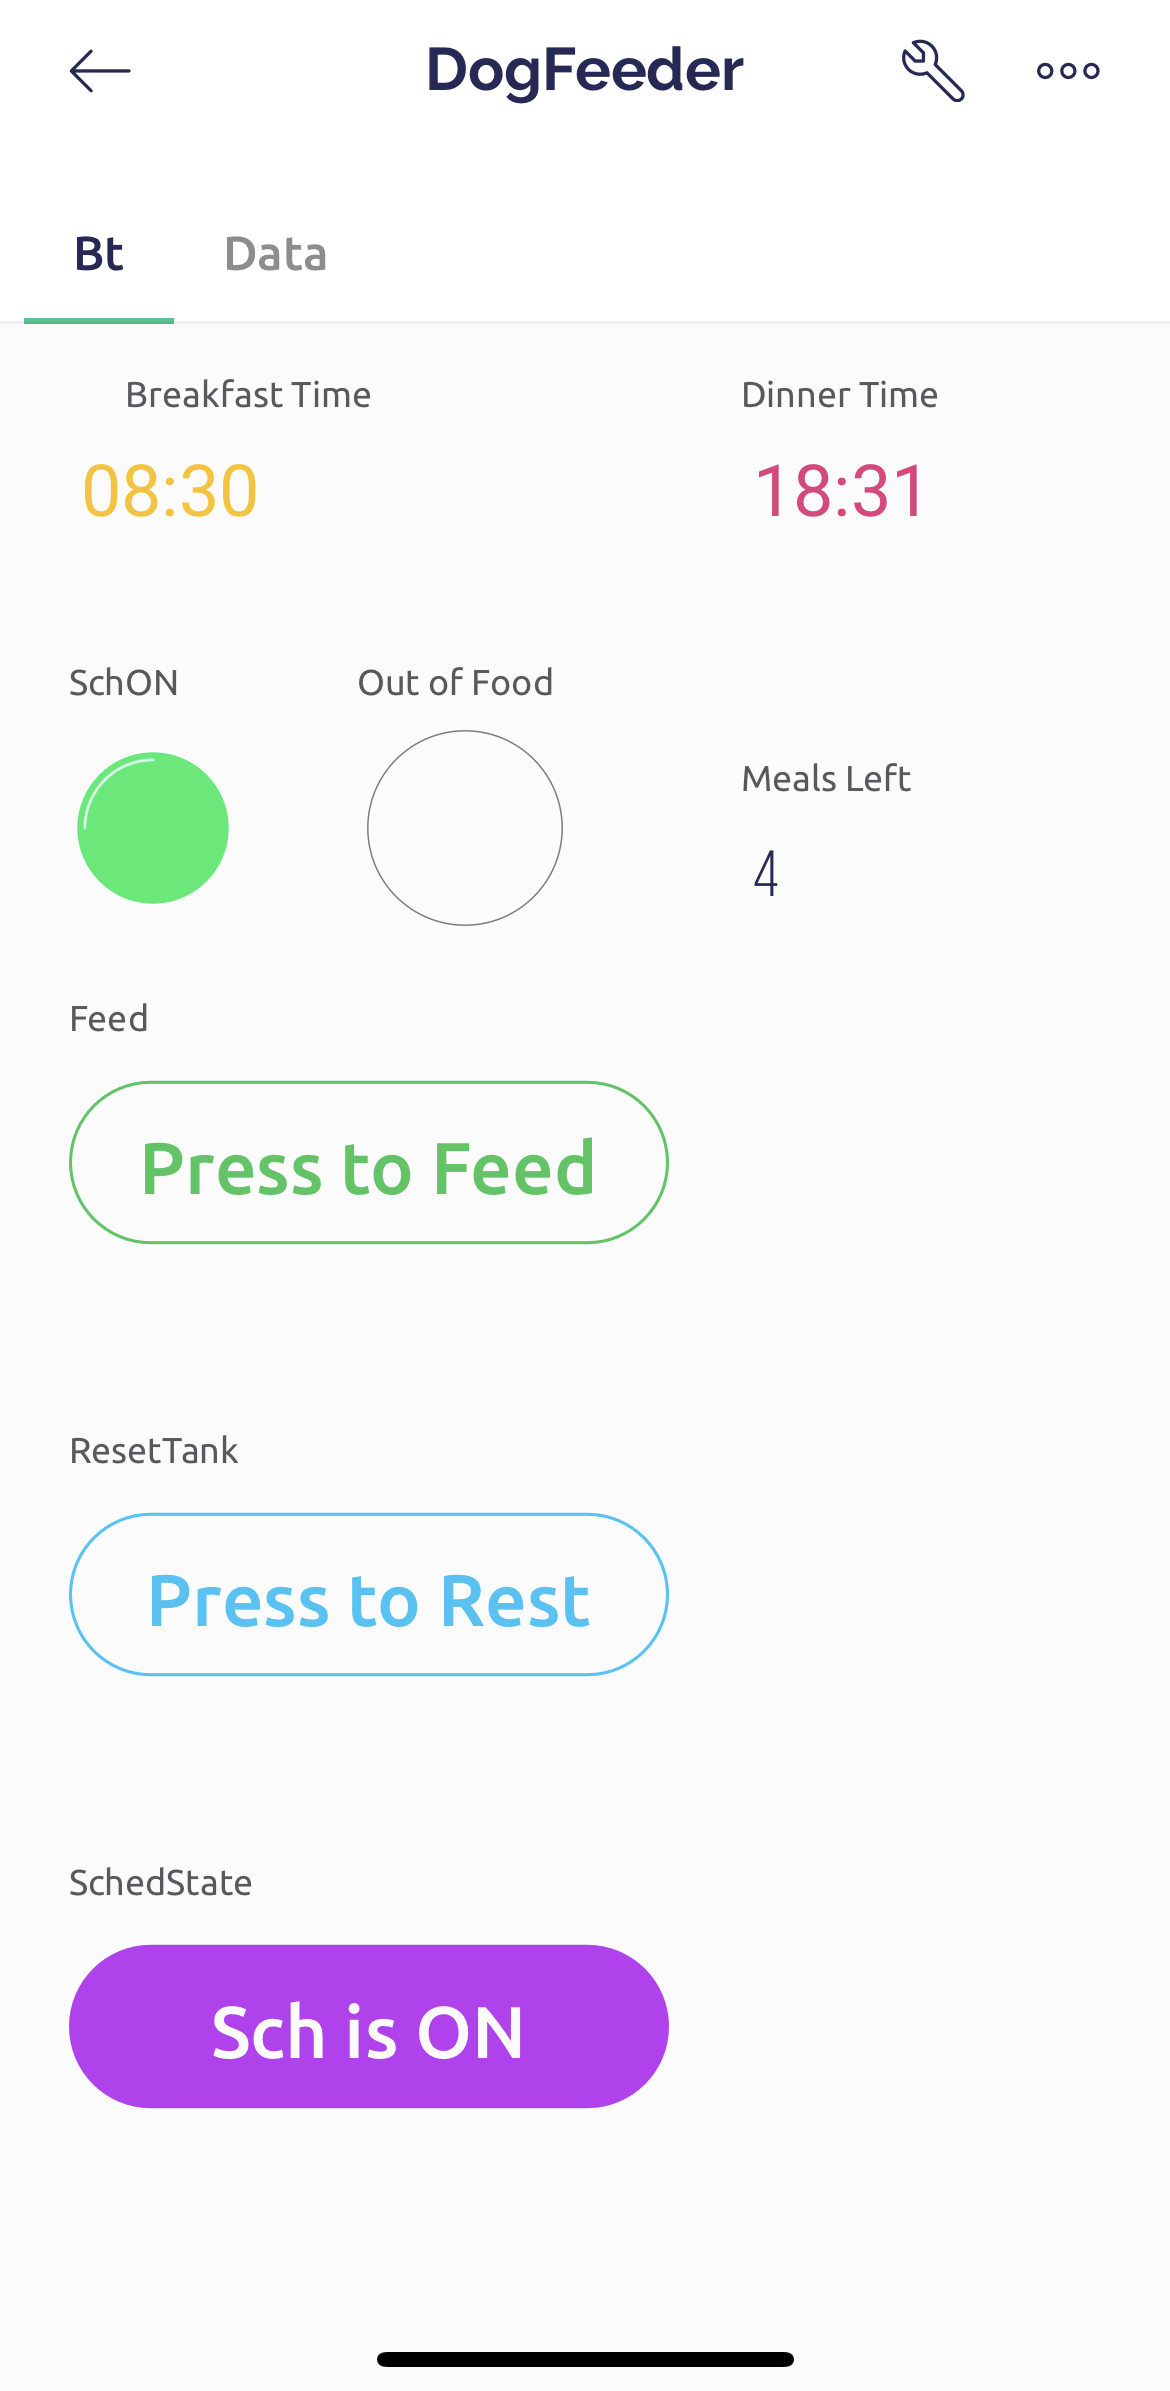 DogFeeder
Bt Data
Breakfast Time Dinner Time
08:30 18:31
SchON Out of Food
Meals Left
4
Feed
Press to Feed
ResetTank
Press to Rest
SchedState
Sch is ON